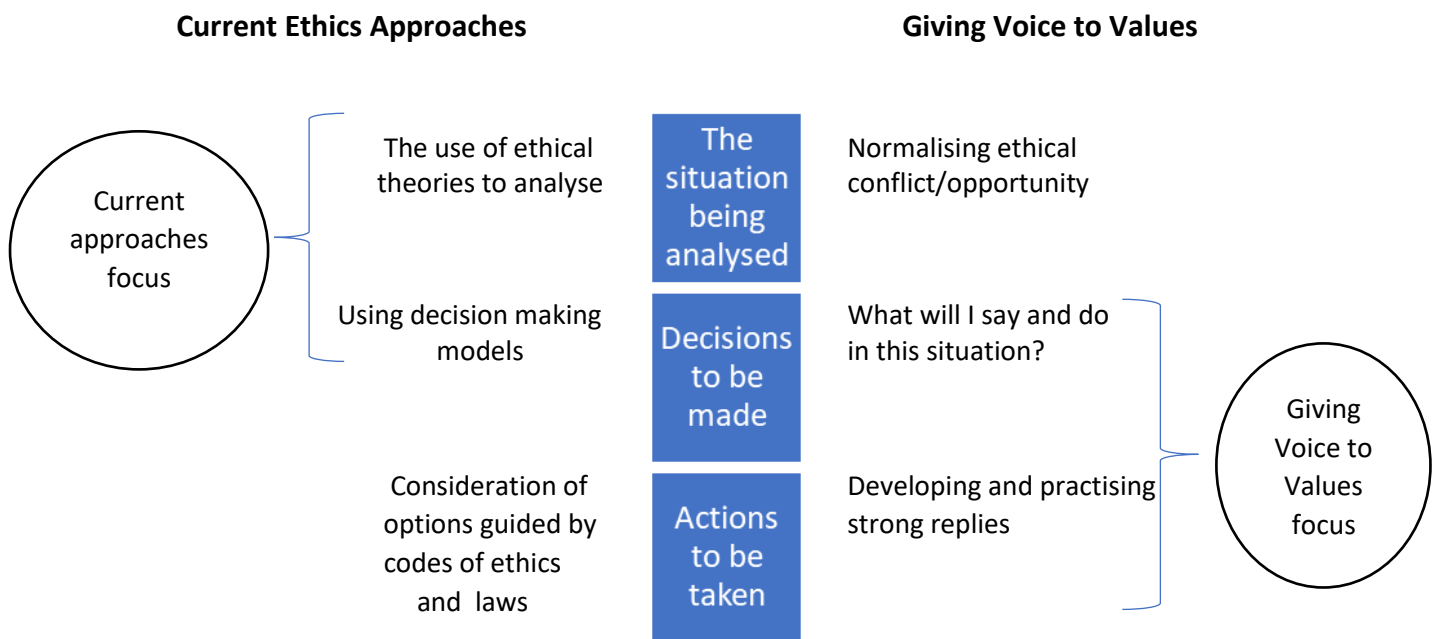 Current Ethics Approaches
Giving Voice to Values
Current
approaches
focus
The use of ethical
theories to analyse
The
situation
being
analysed
Normalising ethical
conflict/opportunity
Using decision making
models
Decisions
to be
made
What will I say and do
in this situation?
Consideration of
options guided by
codes of ethics
and laws
Actions
to be
taken
Developing and practising
strong replies
Giving
Voice to
Values
focus